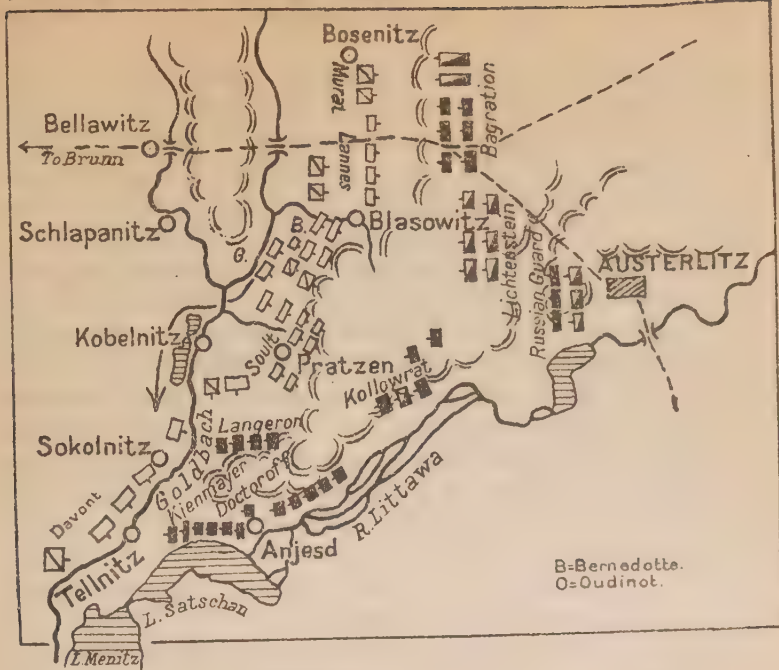 Bosenitz
Murat
Bagration
Bellawitz
To Brunn
Lannes
Schlapanitz
Blasowitz
B.
O.
Lichtenstein
Russian Guard
AUSTERLITZ
Kobelnitz
Soult
Pratzen
Kollowrat
Langeron
Sokolnitz
Goldbach
Kienmayer
Doctoroff
R. Littawa
Davout
Anjesd
Tellnitz
L. Satschan
L. Menitz
B=Bernadotte.
O=Oudinot.